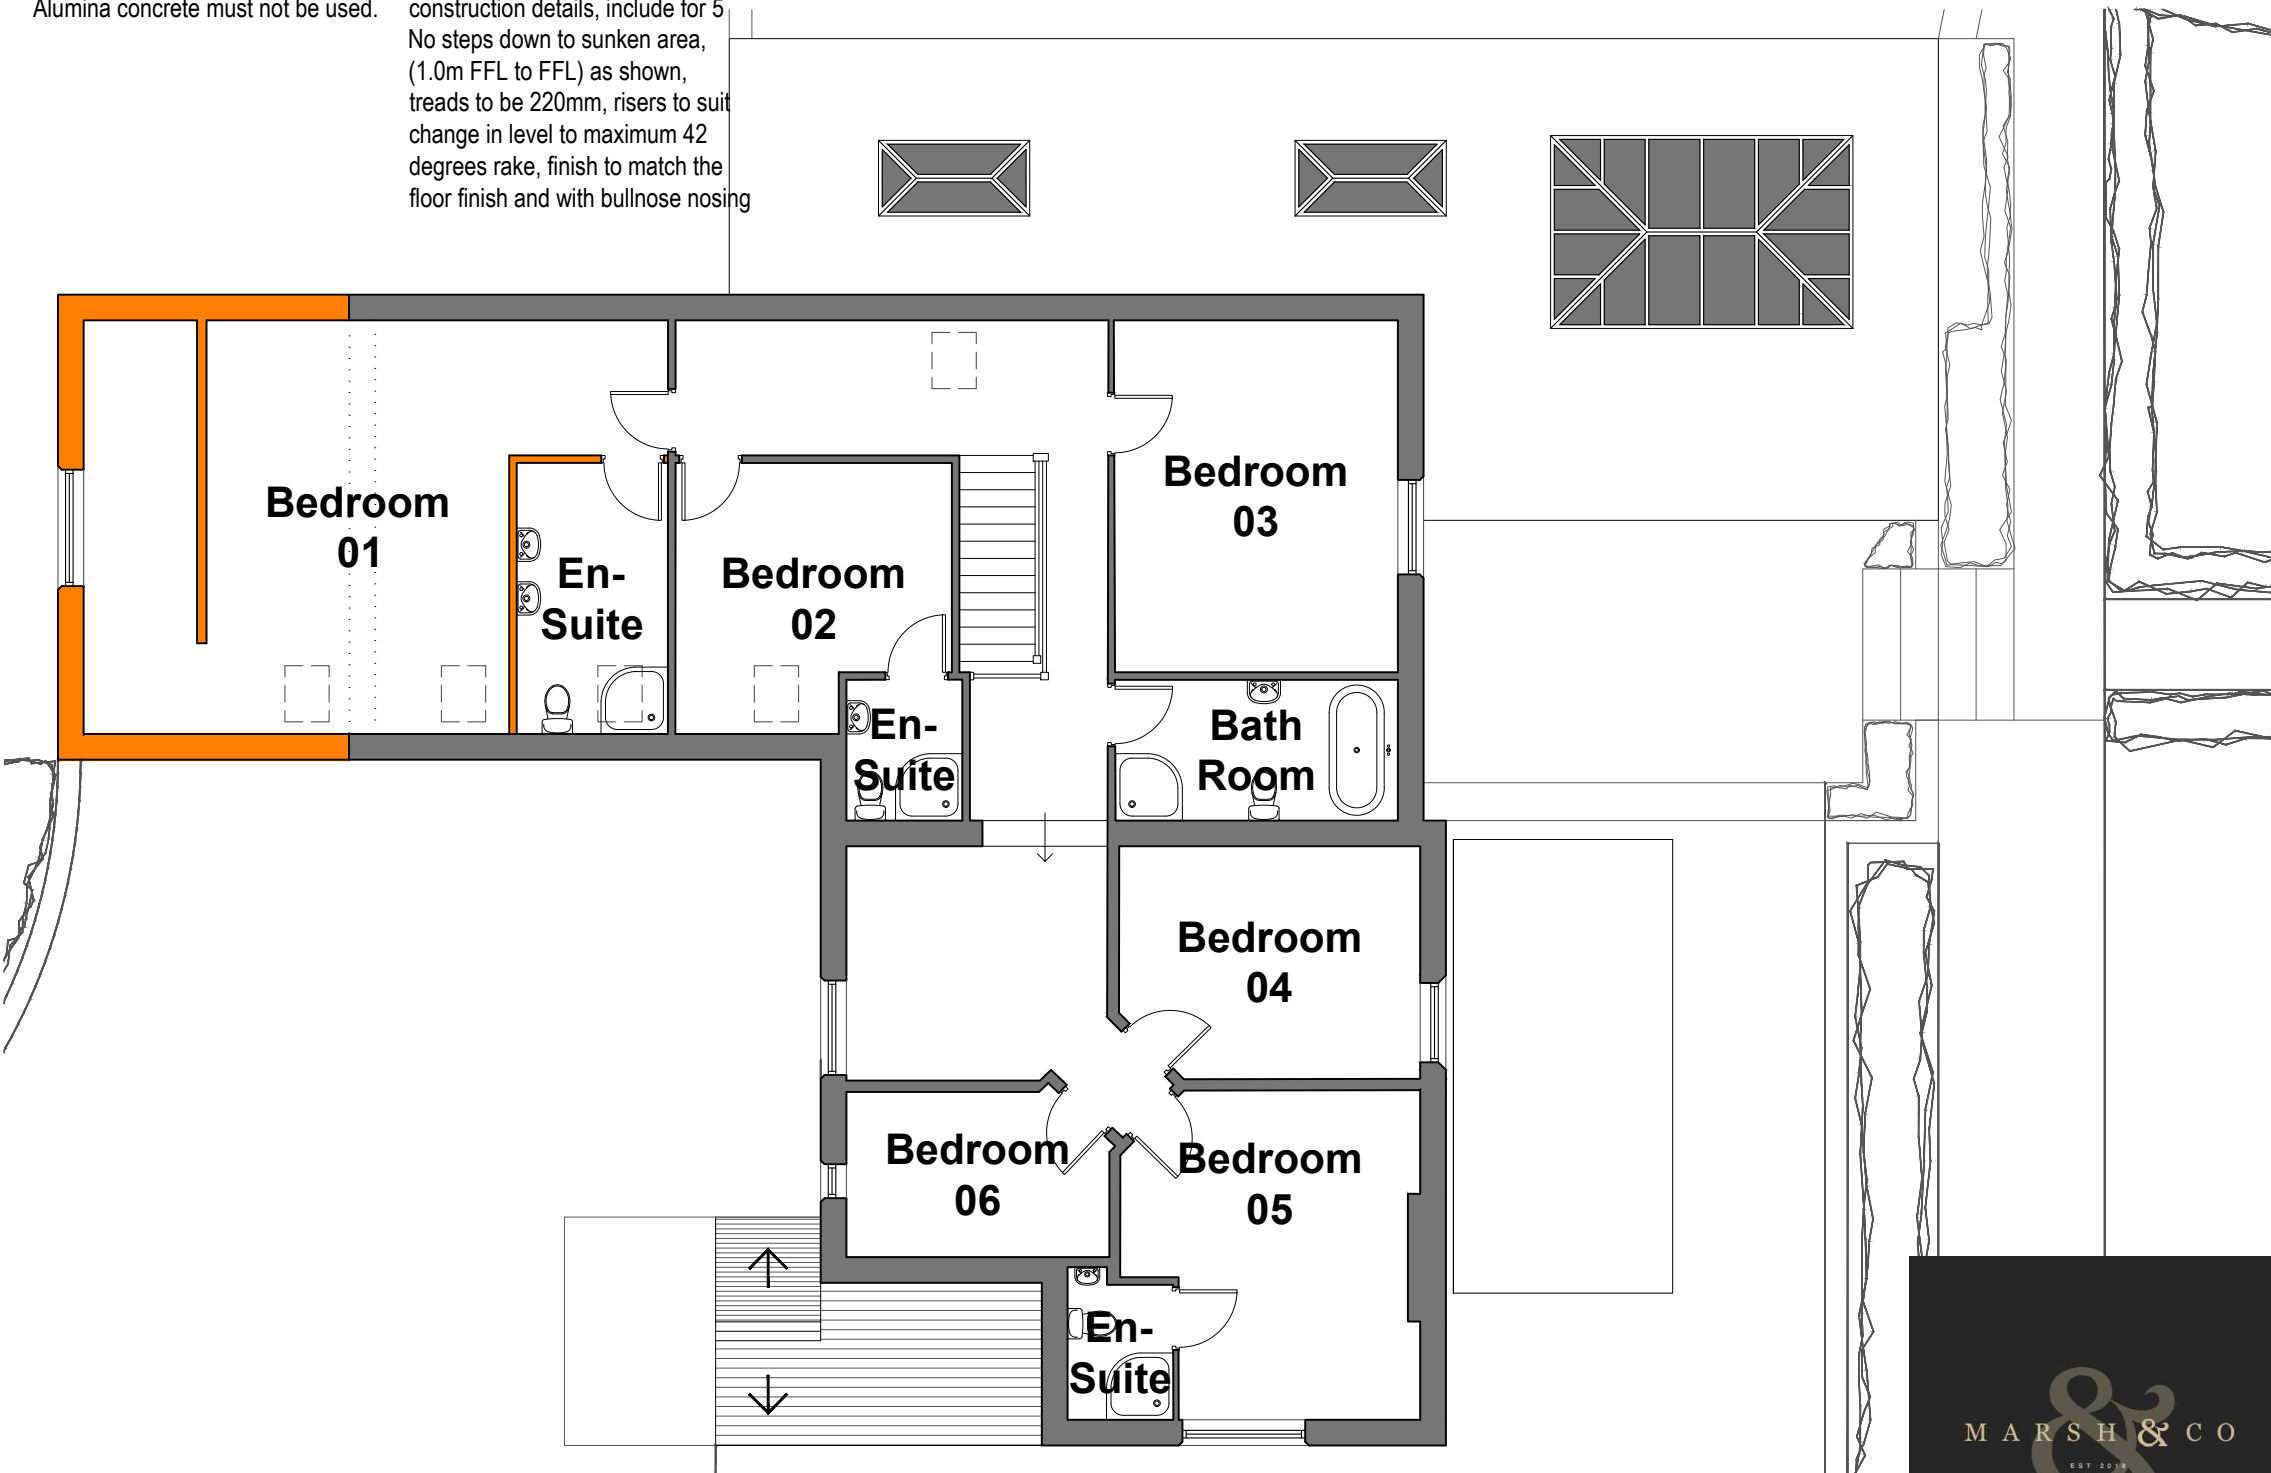 Alumina concrete must not be used.
construction details, include for 5
No steps down to sunken area,
(1.0m FFL to FFL) as shown,
treads to be 220mm, risers to suit
change in level to maximum 42
degrees rake, finish to match the
floor finish and with bullnose nosing
Bedroom
01
En-
Suite
Bedroom
02
En-
Suite
Bedroom
03
Bath
Room
Bedroom
04
Bedroom
06
Bedroom
05
En-
Suite
&
MARSH & CO
EST 2018